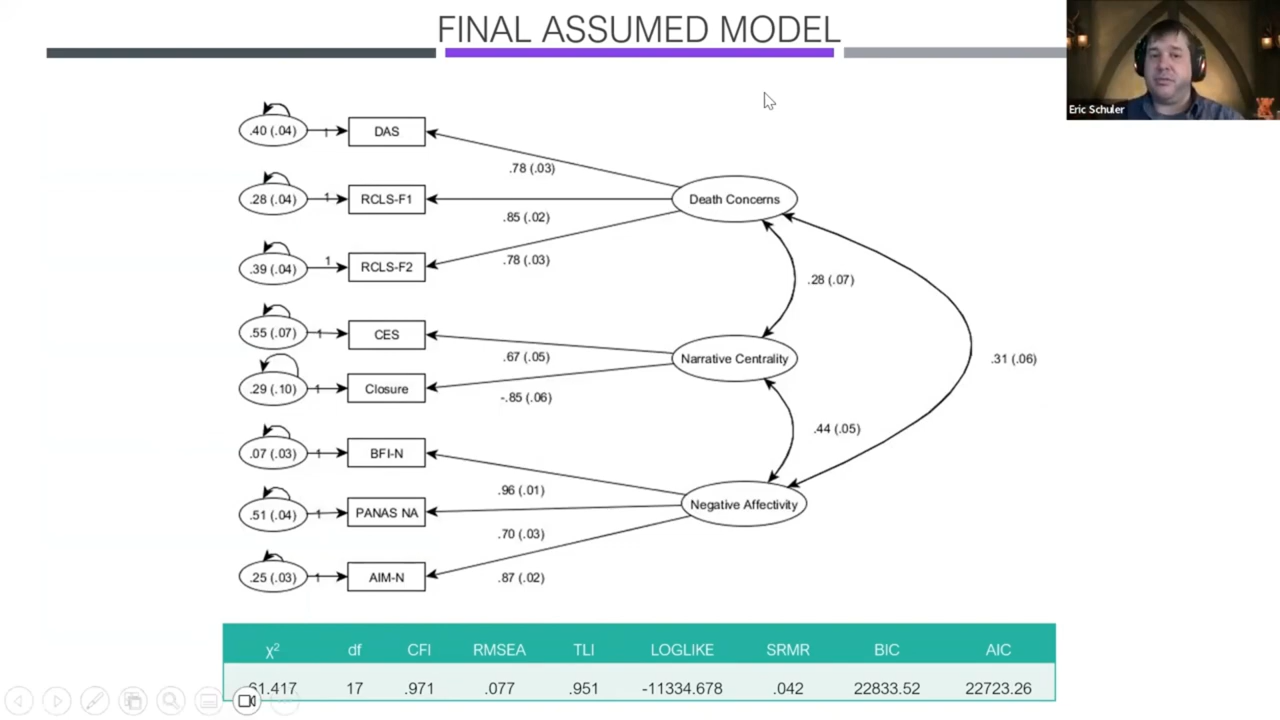 FINAL ASSUMED MODEL
Eric Schuler
.40 (.04)
1
DAS
.78 (.03)
.28 (.04)
1
RCLS-F1
.85 (.02)
Death Concerns
.39 (.04)
1
RCLS-F2
.78 (.03)
.28 (.07)
.55 (.07)
1
CES
.67 (.05)
Narrative Centrality
.31 (.06)
.29 (.10)
1
Closure
-.85 (.06)
.44 (.05)
.07 (.03)
1
BFI-N
.96 (.01)
Negative Affectivity
.51 (.04)
1
PANAS NA
.70 (.03)
.25 (.03)
1
AIM-N
.87 (.02)
χ² df CFI RMSEA TLI LOGLIKE SRMR BIC AIC
61.417 17 .971 .077 .951 -11334.678 .042 22833.52 22723.26